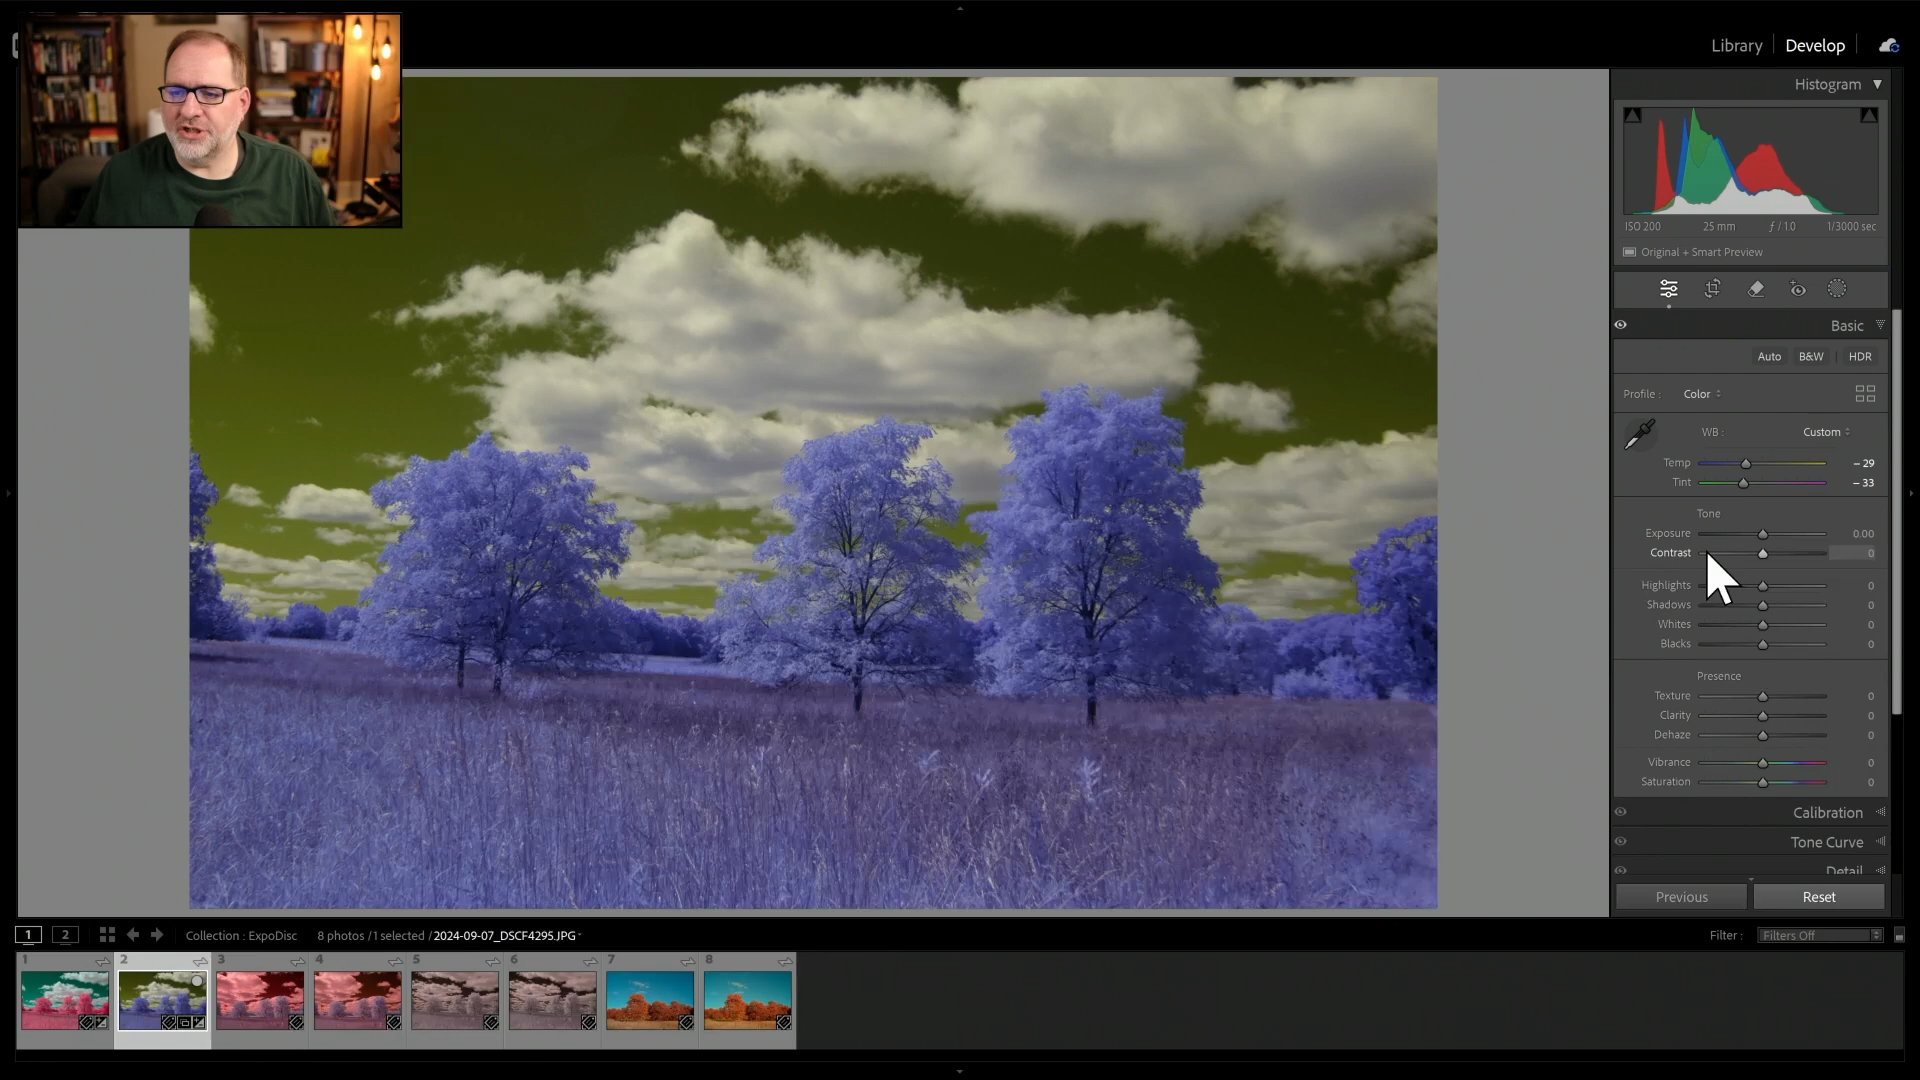 Library
Develop
Histogram
ISO 200 25 mm ƒ / 1.0 1/3000 sec
Original + Smart Preview
Basic
Auto B&W HDR
Profile : Color
WB : Custom
Temp – 29
Tint – 33
Tone
Exposure 0.00
Contrast 0
Highlights 0
Shadows 0
Whites 0
Blacks 0
Presence
Texture 0
Clarity 0
Dehaze 0
Vibrance 0
Saturation 0
Calibration
Tone Curve
Detail
Previous Reset
1 2 Collection : ExpoDisc 8 photos / 1 selected / 2024-09-07_DSCF4295.JPG Filter : Filters Off
1 2 3 4 5 6 7 8